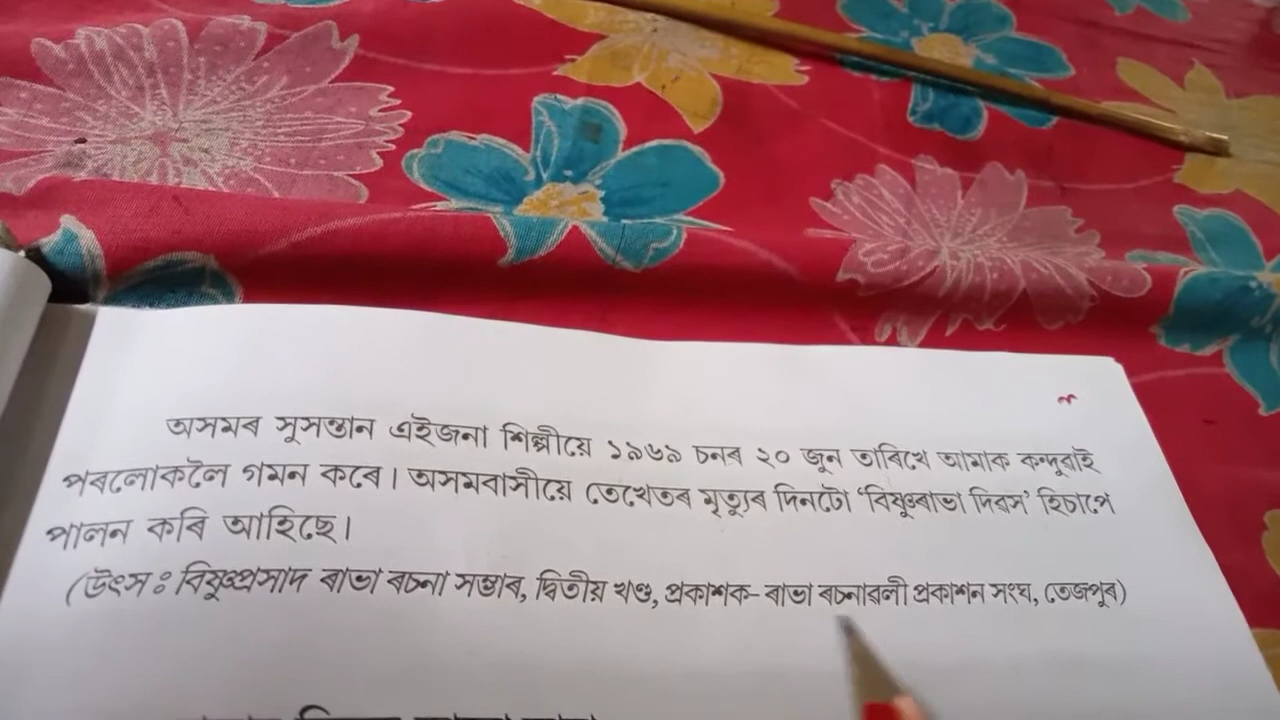 অসমৰ সুসন্তান এইজনা শিল্পীয়ে ১৯৬৯ চনৰ ২০ জুন তাৰিখে আমাক কন্দুৱাই
পৰলোকলৈ গমন কৰে। অসমবাসীয়ে তেখেতৰ মৃত্যুৰ দিনটো ‘বিষ্ণুৰাভা দিৱস’ হিচাপে
পালন কৰি আহিছে।
(উৎস ঃ বিষ্ণুপ্ৰসাদ ৰাভা ৰচনা সম্ভাৰ, দ্বিতীয় খণ্ড, প্ৰকাশক- ৰাভা ৰচনাৱলী প্ৰকাশন সংঘ, তেজপুৰ)